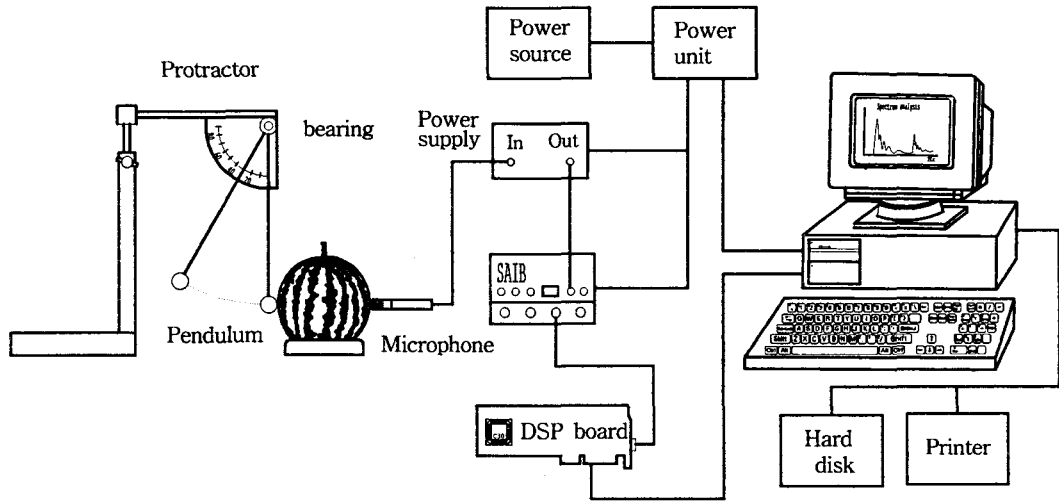 Power
source
Power
unit
Protractor
bearing
Power
supply
In
Out
Spectrum analysis
Hz
SAIB
Pendulum
Microphone
DSP board
Hard
disk
Printer